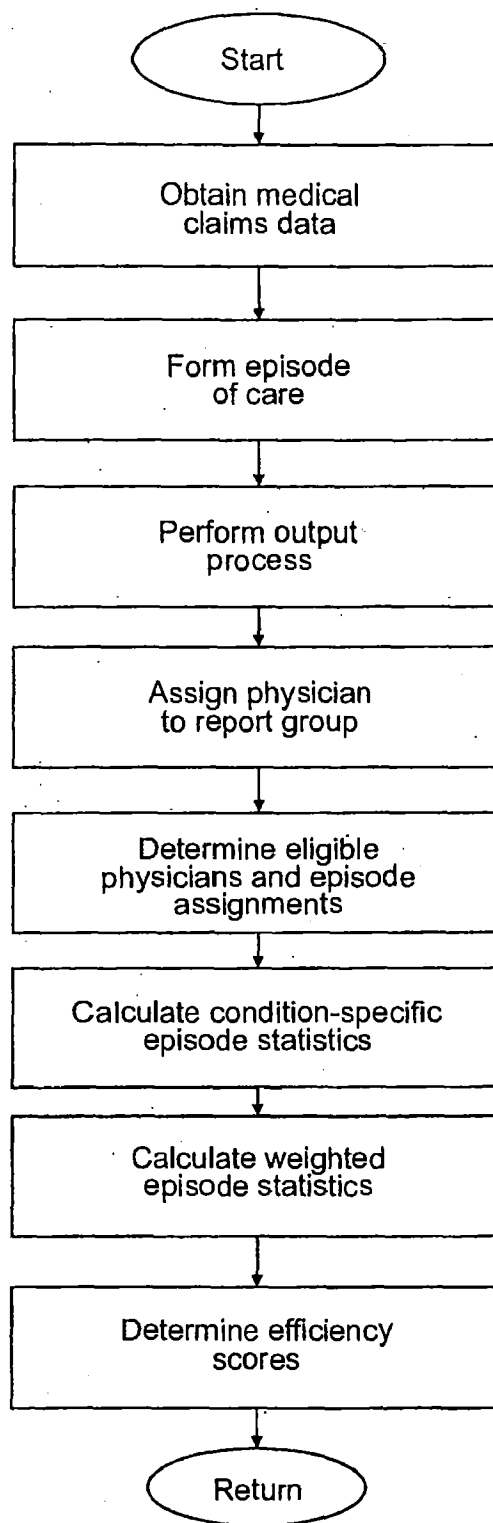 Start
Obtain medical
claims data
Form episode
of care
Perform output
process
Assign physician
to report group
Determine eligible
physicians and episode
assignments
Calculate condition-specific
episode statistics
Calculate weighted
episode statistics
Determine efficiency
scores
Return